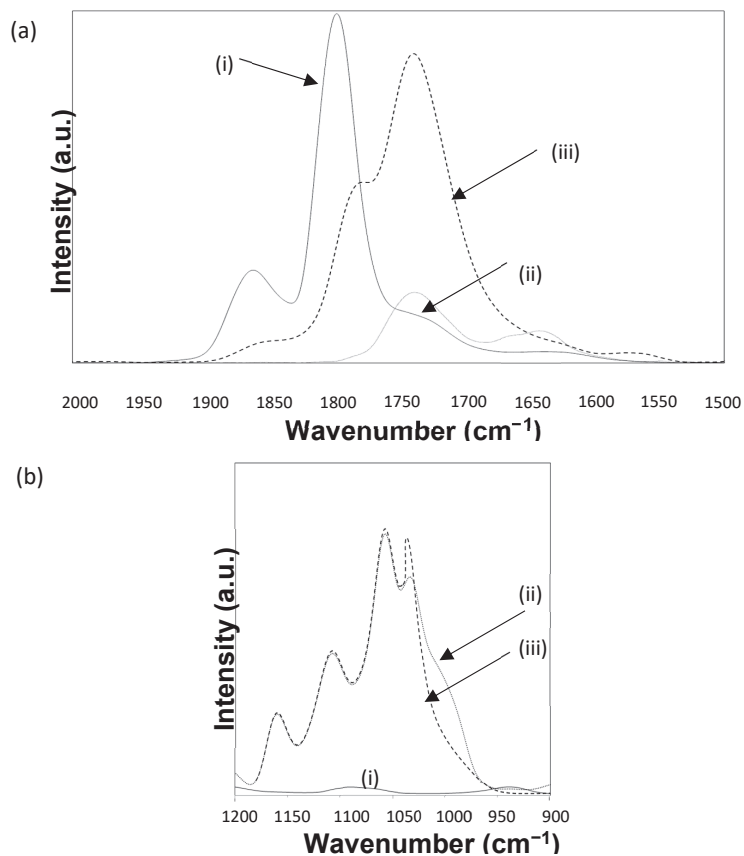 (a)
(i)
(iii)
(ii)
Intensity (a.u.)
2000 1950 1900 1850 1800 1740 1700 1650 1600 1550 1500
Wavenumber (cm⁻¹)
(b)
(ii)
(iii)
(i)
Intensity (a.u.)
1200 1150 1100 1050 1000 950 900
Wavenumber (cm⁻¹)